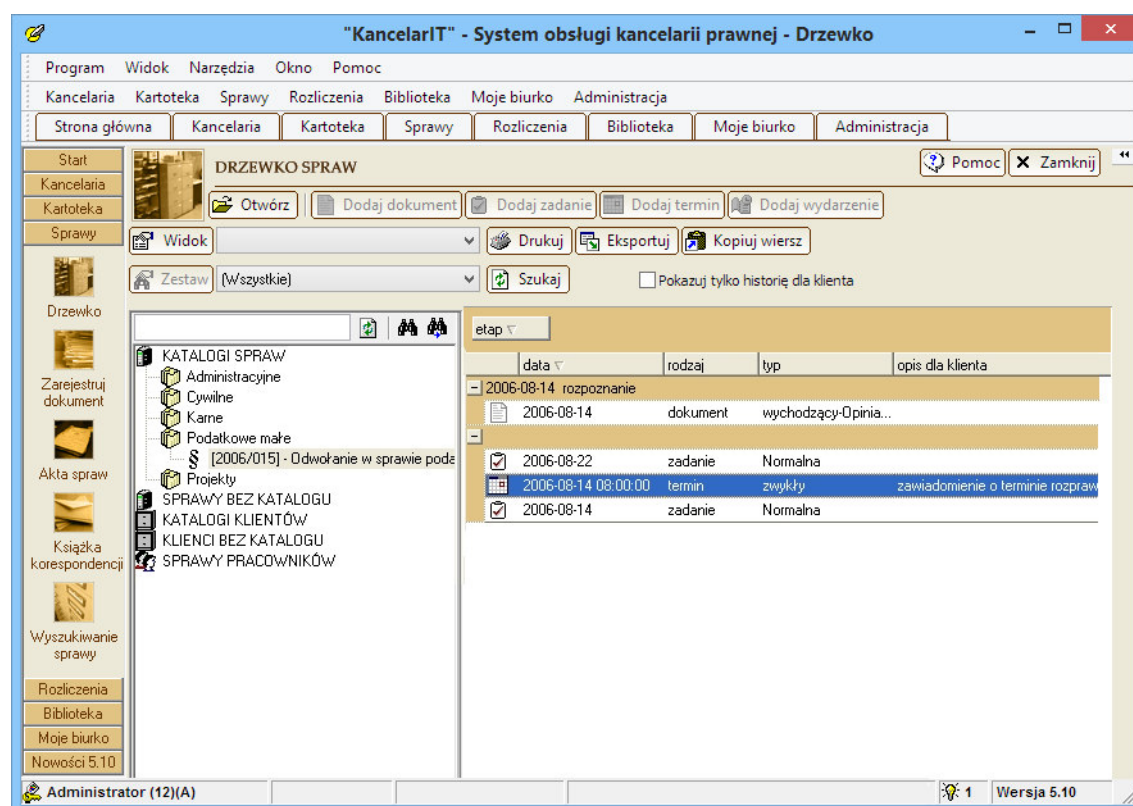 "KancelarIT" - System obsługi kancelarii prawnej - Drzewko
Program Widok Narzędzia Okno Pomoc
Kancelaria Kartoteka Sprawy Rozliczenia Biblioteka Moje biurko Administracja
Strona główna Kancelaria Kartoteka Sprawy Rozliczenia Biblioteka Moje biurko Administracja
Start
Kancelaria
Kartoteka
Sprawy
Drzewko
Zarejestruj
dokument
Akta spraw
Książka
korespondencji
Wyszukiwanie
sprawy
Rozliczenia
Biblioteka
Moje biurko
Nowości 5.10
DRZEWKO SPRAW
Pomoc Zamknij
Otwórz Dodaj dokument Dodaj zadanie Dodaj termin Dodaj wydarzenie
Widok Drukuj Eksportuj Kopiuj wiersz
Zestaw (Wszystkie) Szukaj Pokazuj tylko historię dla klienta
KATALOGI SPRAW
Administracyjne
Cywilne
Karne
Podatkowe małe
§ [2006/015] - Odwołanie w sprawie poda
Projekty
SPRAWY BEZ KATALOGU
KATALOGI KLIENTÓW
KLIENCI BEZ KATALOGU
SPRAWY PRACOWNIKÓW
etap
data rodzaj typ opis dla klienta
2006-08-14 rozpoznanie
2006-08-14 dokument wychodzący-Opinia...
2006-08-22 zadanie Normalna
2006-08-14 08:00:00 termin zwykły zawiadomienie o terminie rozpraw
2006-08-14 zadanie Normalna
Administrator (12)(A) 1 Wersja 5.10